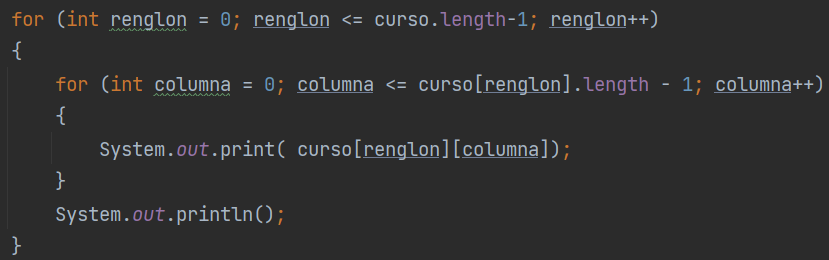 for (int renglon = 0; renglon <= curso.length-1; renglon++)
{
    for (int columna = 0; columna <= curso[renglon].length - 1; columna++)
    {
        System.out.print( curso[renglon][columna]);
    }
    System.out.println();
}